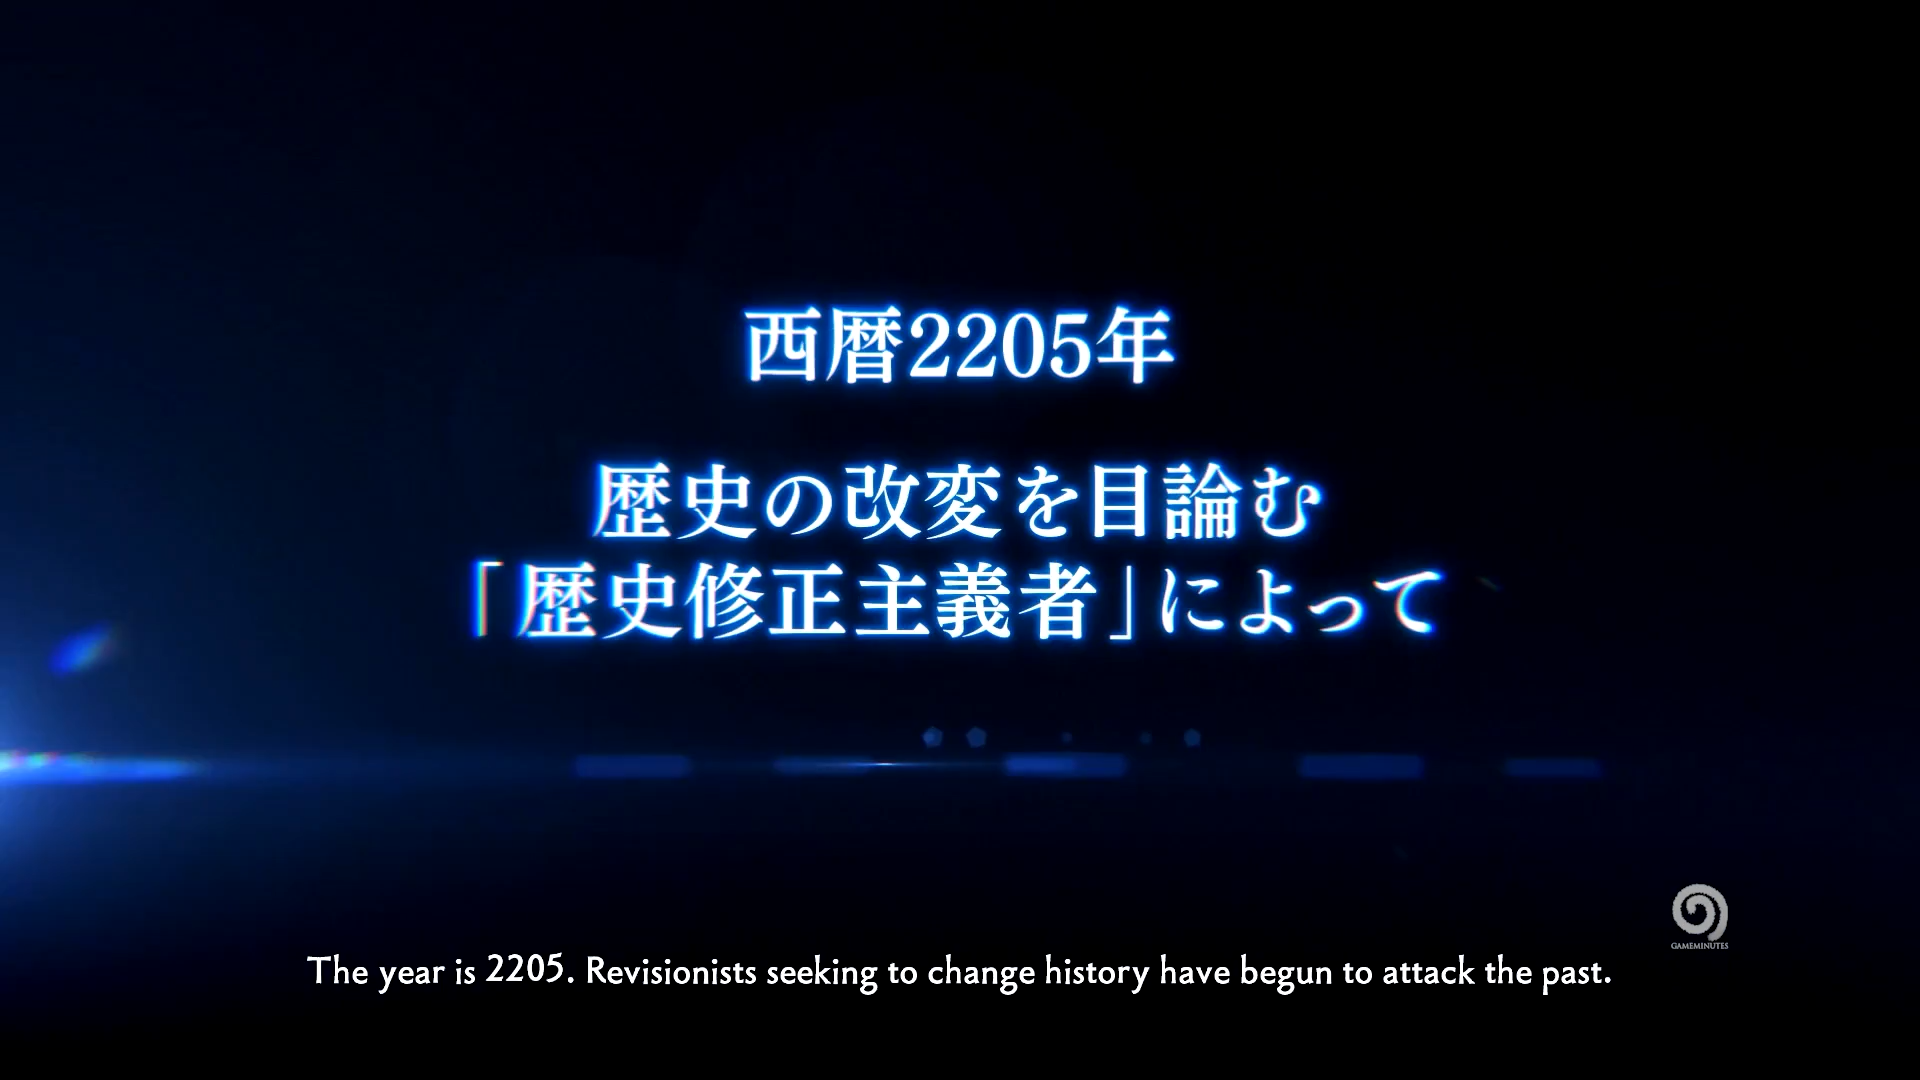 西暦2205年
歴史の改変を目論む
「歴史修正主義者」によって
GAMEMINUTES
The year is 2205. Revisionists seeking to change history have begun to attack the past.